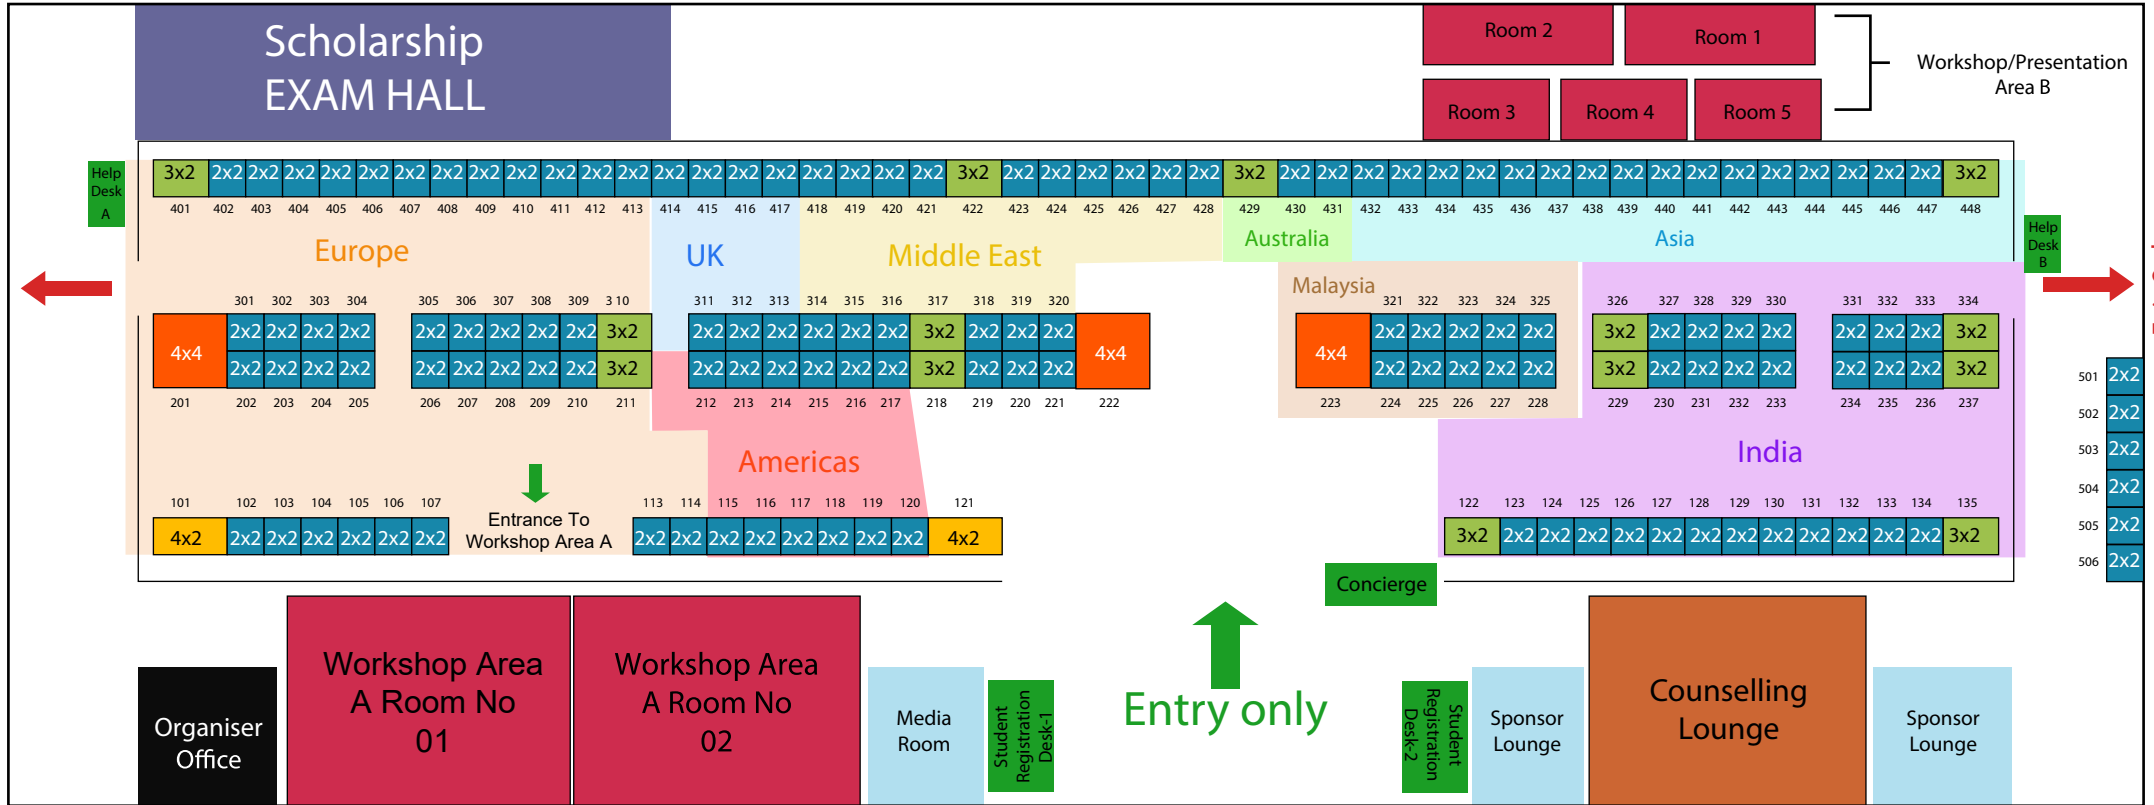 Scholarship
EXAM HALL
Room 2
Room 1
Workshop/Presentation
Area B
Room 3
Room 4
Room 5
Help
Desk
A
3x2 2x2 2x2 2x2 2x2 2x2 2x2 2x2 2x2 2x2 2x2 2x2 2x2 2x2 2x2 2x2 2x2 2x2 2x2 2x2 2x2 3x2 2x2 2x2 2x2 2x2 2x2 2x2 3x2 2x2 2x2 2x2 2x2 2x2 2x2 2x2 2x2 2x2 2x2 2x2 2x2 2x2 2x2 2x2 2x2 2x2 2x2 3x2
401 402 403 404 405 406 407 408 409 410 411 412 413 414 415 416 417 418 419 420 421 422 423 424 425 426 427 428 429 430 431 432 433 434 435 436 437 438 439 440 441 442 443 444 445 446 447 448
Europe
UK
Middle East
Australia
Asia
Help
Desk
B
Malaysia
301 302 303 304 305 306 307 308 309 3 10 311 312 313 314 315 316 317 318 319 320 321 322 323 324 325 326 327 328 329 330 331 332 333 334
4x4 2x2 2x2 2x2 2x2 2x2 2x2 2x2 2x2 2x2 3x2 2x2 2x2 2x2 2x2 2x2 2x2 3x2 2x2 2x2 2x2 4x4 4x4 2x2 2x2 2x2 2x2 2x2 3x2 2x2 2x2 2x2 2x2 2x2 2x2 2x2 3x2
2x2 2x2 2x2 2x2 2x2 2x2 2x2 2x2 2x2 3x2 2x2 2x2 2x2 2x2 2x2 2x2 3x2 2x2 2x2 2x2 2x2 2x2 2x2 2x2 2x2 3x2 2x2 2x2 2x2 2x2 2x2 2x2 2x2 3x2
201 202 203 204 205 206 207 208 209 210 211 212 213 214 215 216 217 218 219 220 221 222 223 224 225 226 227 228 229 230 231 232 233 234 235 236 237
501 2x2
502 2x2
503 2x2
504 2x2
505 2x2
506 2x2
Americas
India
101 102 103 104 105 106 107 113 114 115 116 117 118 119 120 121 122 123 124 125 126 127 128 129 130 131 132 133 134 135
4x2 2x2 2x2 2x2 2x2 2x2 2x2
Entrance To
Workshop Area A
2x2 2x2 2x2 2x2 2x2 2x2 2x2 2x2 4x2
3x2 2x2 2x2 2x2 2x2 2x2 2x2 2x2 2x2 2x2 2x2 2x2 2x2 3x2
Concierge
Organiser
Office
Workshop Area
A Room No
01
Workshop Area
A Room No
02
Media
Room
Student
Registration
Desk-1
Entry only
Student
Registration
Desk-2
Sponsor
Lounge
Counselling
Lounge
Sponsor
Lounge